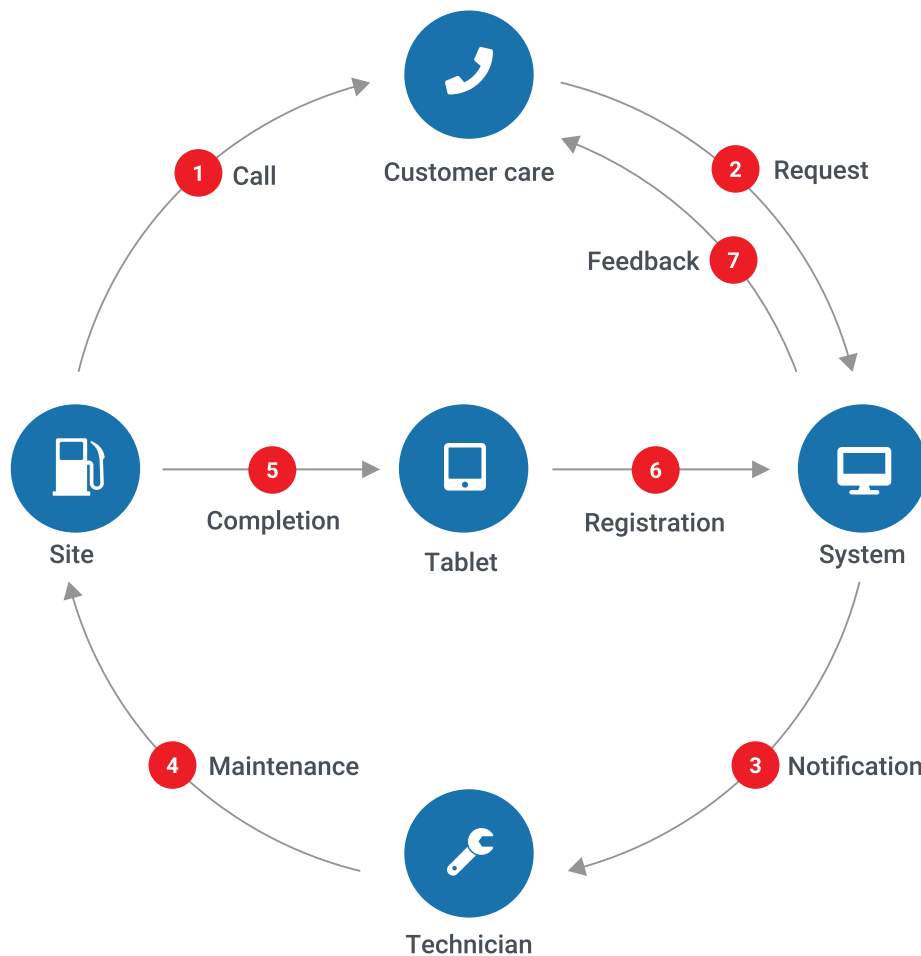 Customer care
1 Call
2 Request
Feedback 7
5
6
Completion
Registration
Site
Tablet
System
4 Maintenance
3 Notification
Technician